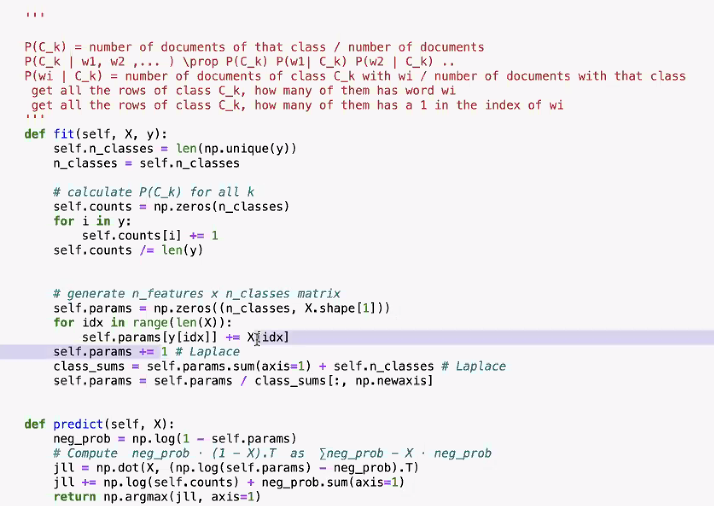 '''
P(C_k) = number of documents of that class / number of documents
P(C_k | w1, w2 ,... ) \prop P(C_k) P(w1| C_k) P(w2 | C_k) ..
P(wi | C_k) = number of documents of class C_k with wi / number of documents with that class
 get all the rows of class C_k, how many of them has word wi
 get all the rows of class C_k, how many of them has a 1 in the index of wi
'''
def fit(self, X, y):
    self.n_classes = len(np.unique(y))
    n_classes = self.n_classes
    # calculate P(C_k) for all k
    self.counts = np.zeros(n_classes)
    for i in y:
        self.counts[i] += 1
    self.counts /= len(y)
    # generate n_features x n_classes matrix
    self.params = np.zeros((n_classes, X.shape[1]))
    for idx in range(len(X)):
        self.params[y[idx]] += X[idx]
    self.params += 1 # Laplace
    class_sums = self.params.sum(axis=1) + self.n_classes # Laplace
    self.params = self.params / class_sums[:, np.newaxis]
def predict(self, X):
    neg_prob = np.log(1 - self.params)
    # Compute  neg_prob · (1 - X).T  as  ∑neg_prob - X · neg_prob
    jll = np.dot(X, (np.log(self.params) - neg_prob).T)
    jll += np.log(self.counts) + neg_prob.sum(axis=1)
    return np.argmax(jll, axis=1)